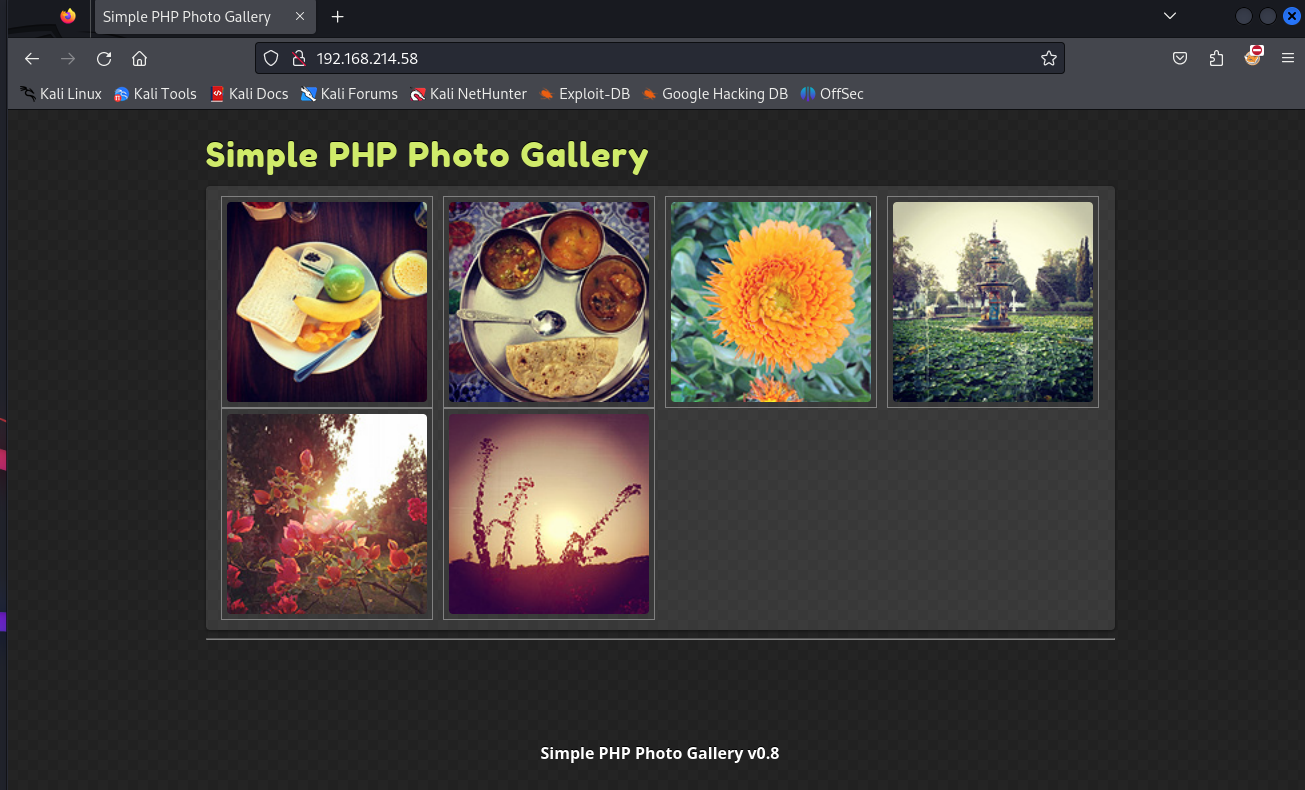 Simple PHP Photo Gallery
192.168.214.58
Kali Linux Kali Tools Kali Docs Kali Forums Kali NetHunter Exploit-DB Google Hacking DB OffSec
Simple PHP Photo Gallery
Simple PHP Photo Gallery v0.8